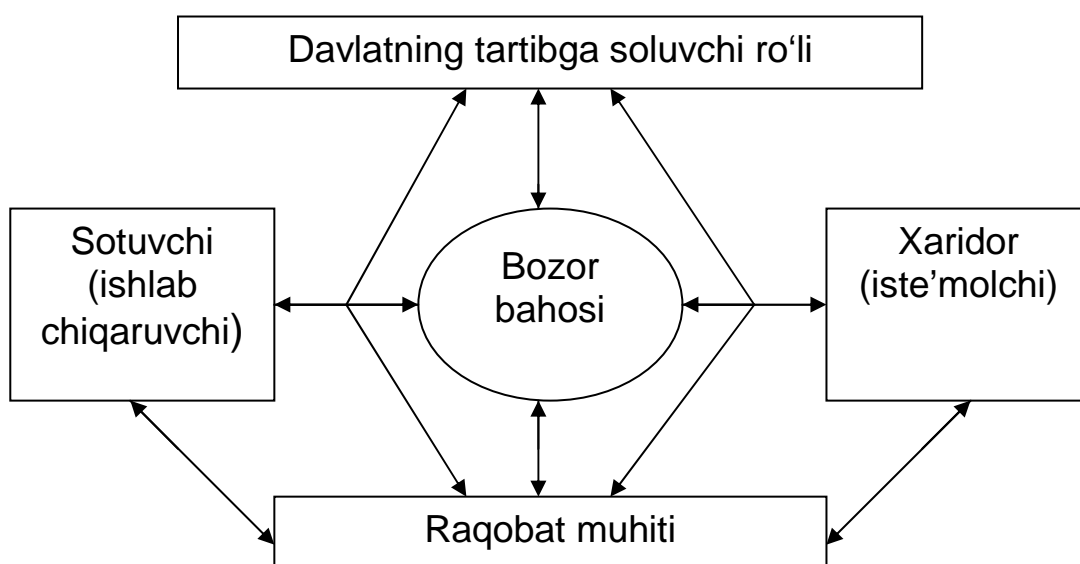 Davlatning tartibga soluvchi ro‘li
Sotuvchi
(ishlab
chiqaruvchi)
Bozor
bahosi
Xaridor
(iste’molchi)
Raqobat muhiti